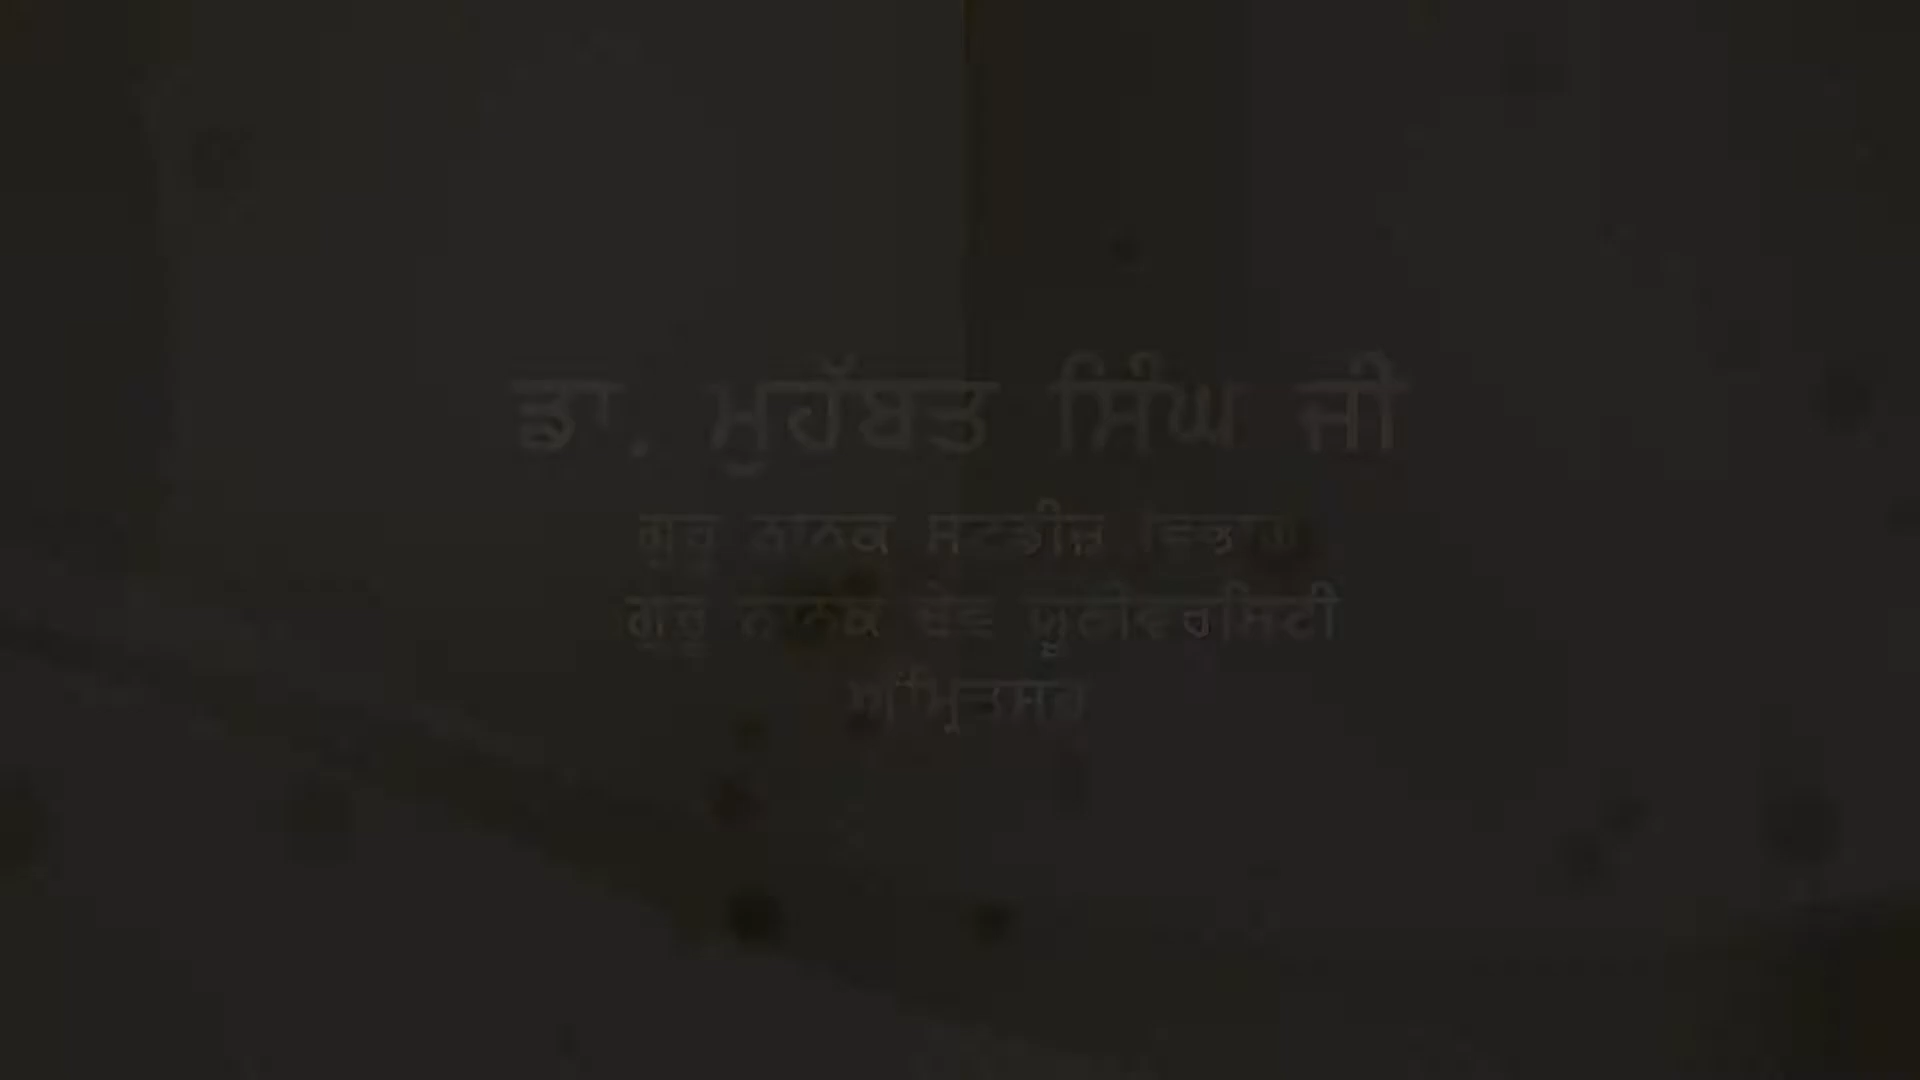 ਡਾ. ਮੁਹੱਬਤ ਸਿੰਘ ਜੀ
ਗੁਰੂ ਨਾਨਕ ਸਟਡੀਜ਼ ਵਿਭਾਗ
ਗੁਰੂ ਨਾਨਕ ਦੇਵ ਯੂਨੀਵਰਸਿਟੀ
ਅੰਮ੍ਰਿਤਸਰ